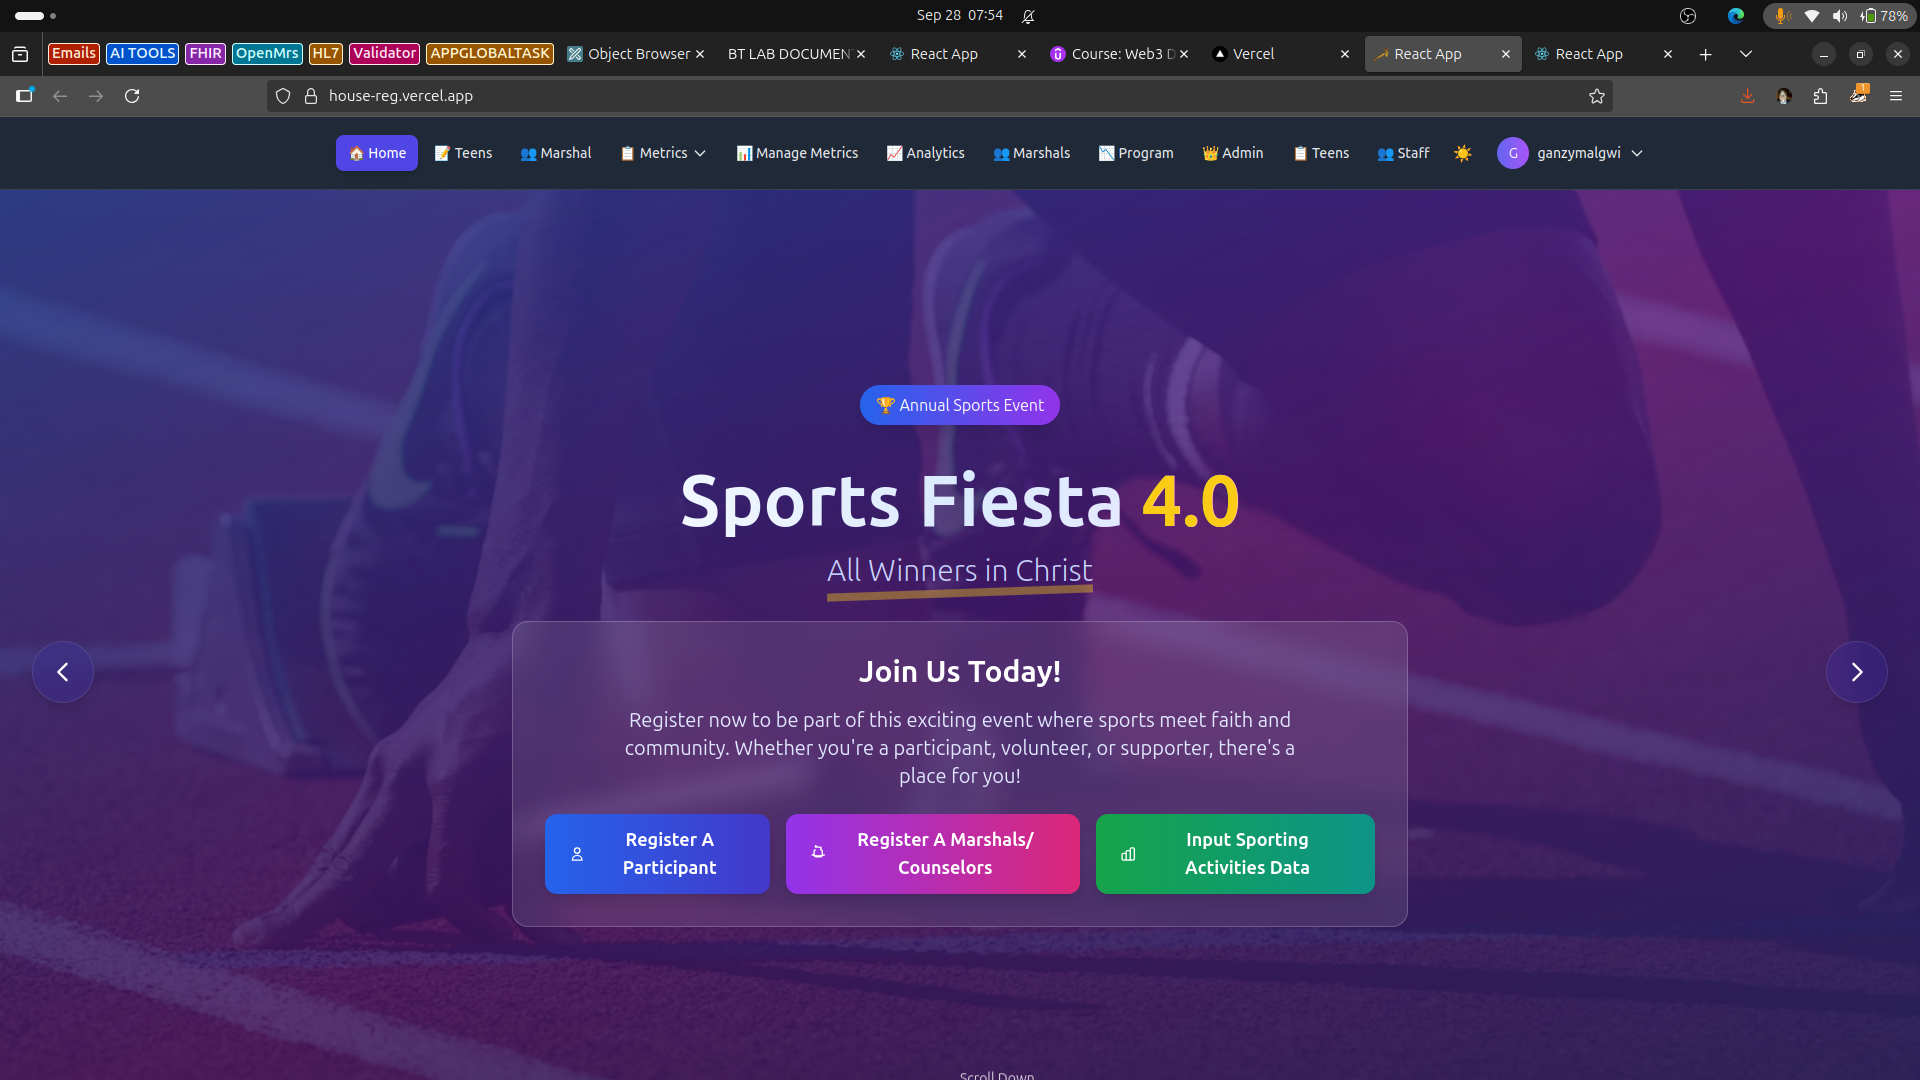 Sep 28 07:54
78%
Emails
AI TOOLS
FHIR
OpenMrs
HL7
Validator
APPGLOBALTASK
Object Browser
BT LAB DOCUMEN
React App
Course: Web3 D
Vercel
React App
React App
house-reg.vercel.app
1
Home
Teens
Marshal
Metrics
Manage Metrics
Analytics
Marshals
Program
Admin
Teens
Staff
G
ganzymalgwi
Annual Sports Event
Sports Fiesta 4.0
All Winners in Christ
Join Us Today!
Register now to be part of this exciting event where sports meet faith and
community. Whether you're a participant, volunteer, or supporter, there's a
place for you!
Register A
Participant
Register A Marshals/
Counselors
Input Sporting
Activities Data
Scroll Down